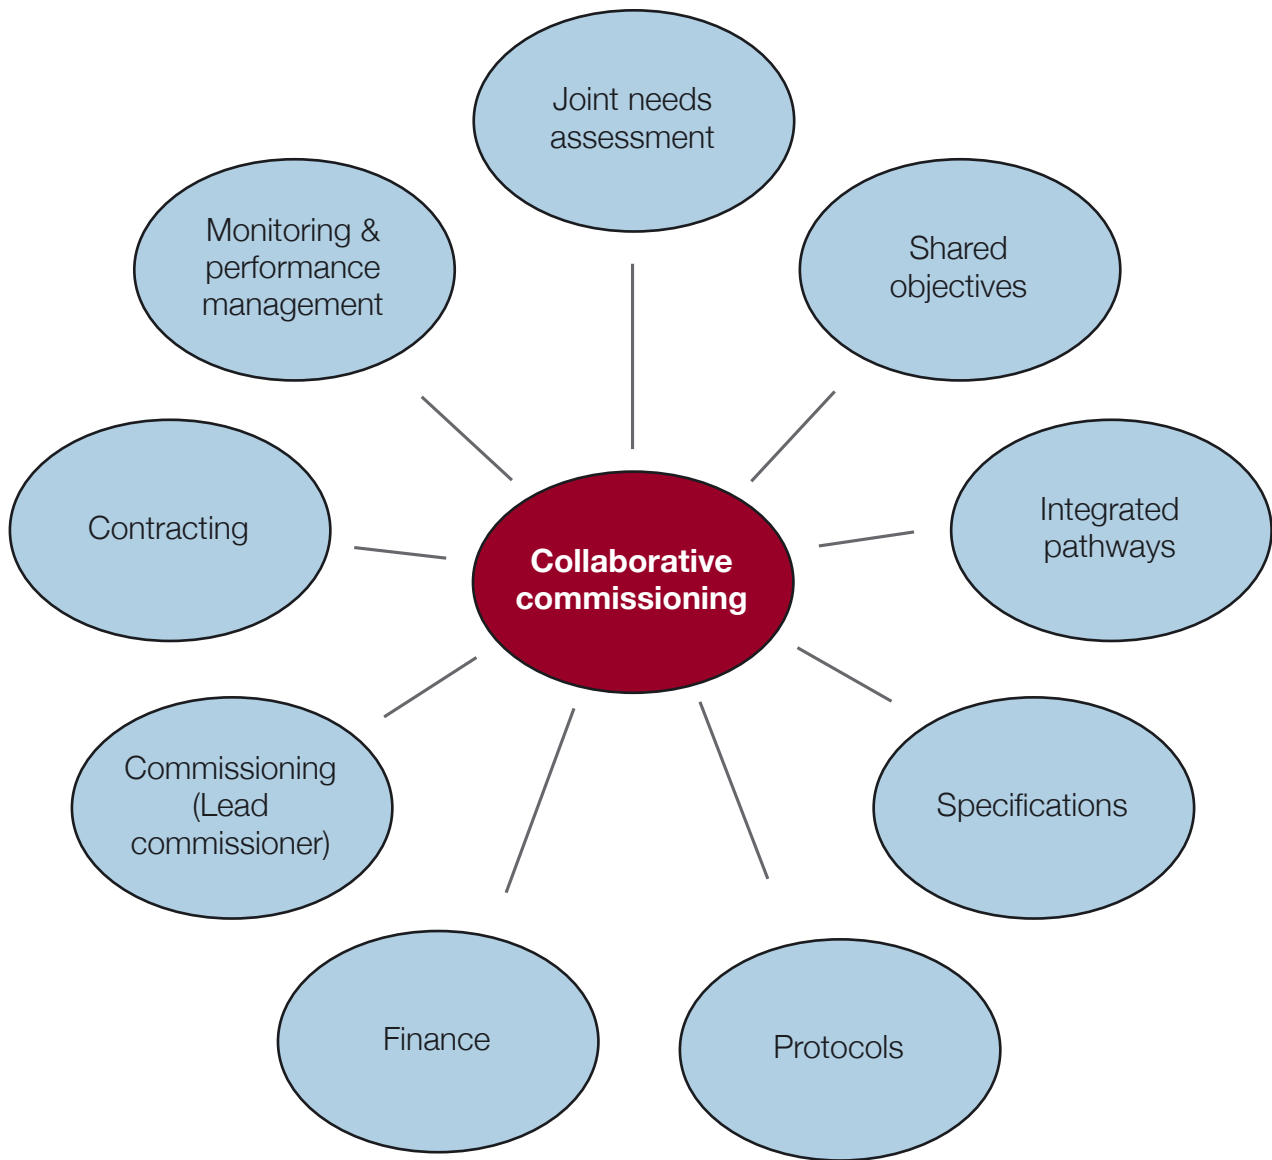 Joint needs
assessment
Shared
objectives
Integrated
pathways
Specifications
Protocols
Finance
Commissioning
(Lead
commissioner)
Contracting
Monitoring &
performance
management
Collaborative
commissioning